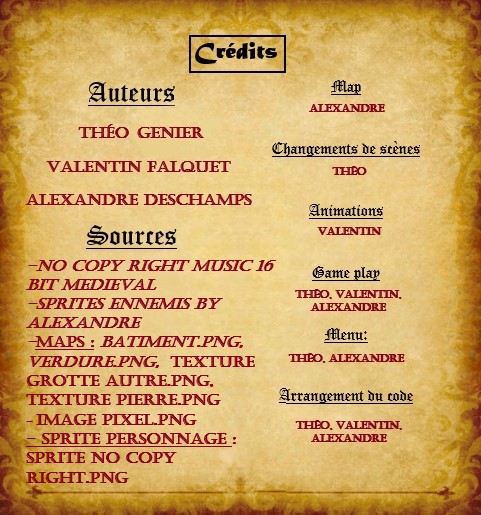 Crédits
Auteurs
THÉO GENIER
VALENTIN FALQUET
ALEXANDRE DESCHAMPS
Sources
-NO COPY RIGHT MUSIC 16
BIT MEDIEVAL
-SPRITES ENNEMIS BY
ALEXANDRE
-MAPS : BATIMENT.PNG,
VERDURE.PNG, TEXTURE
GROTTE AUTRE.PNG,
TEXTURE PIERRE.PNG
- IMAGE PIXEL.PNG
- SPRITE PERSONNAGE :
SPRITE NO COPY
RIGHT.PNG
Map
ALEXANDRE
Changements de scènes
THÉO
Animations
VALENTIN
Game play
THÉO, VALENTIN,
ALEXANDRE
Menu:
THÉO, ALEXANDRE
Arrangement du code
THÉO, VALENTIN,
ALEXANDRE